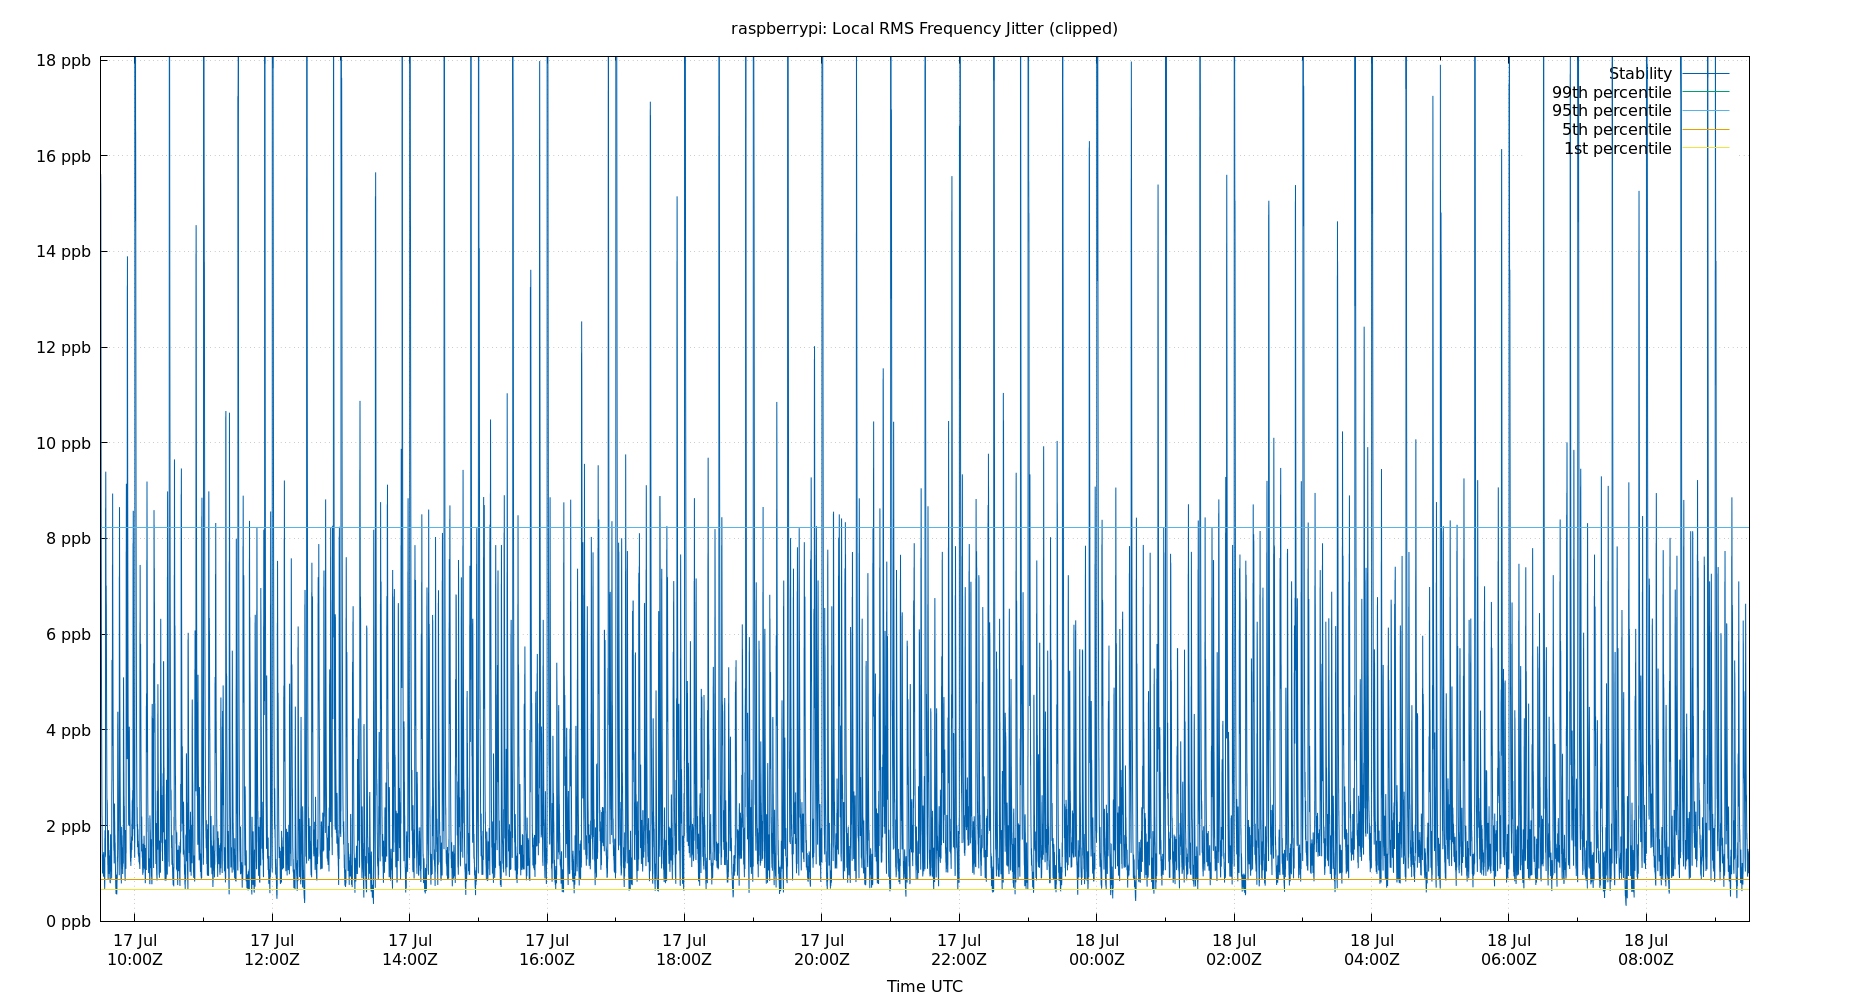 raspberrypi: Local RMS Frequency Jitter (clipped)
18 ppb
16 ppb
14 ppb
12 ppb
10 ppb
8 ppb
6 ppb
4 ppb
2 ppb
0 ppb
Stability
99th percentile
95th percentile
5th percentile
1st percentile
17 Jul 17 Jul 17 Jul 17 Jul 17 Jul 17 Jul 17 Jul 18 Jul 18 Jul 18 Jul 18 Jul 18 Jul
10:00Z 12:00Z 14:00Z 16:00Z 18:00Z 20:00Z 22:00Z 00:00Z 02:00Z 04:00Z 06:00Z 08:00Z
Time UTC